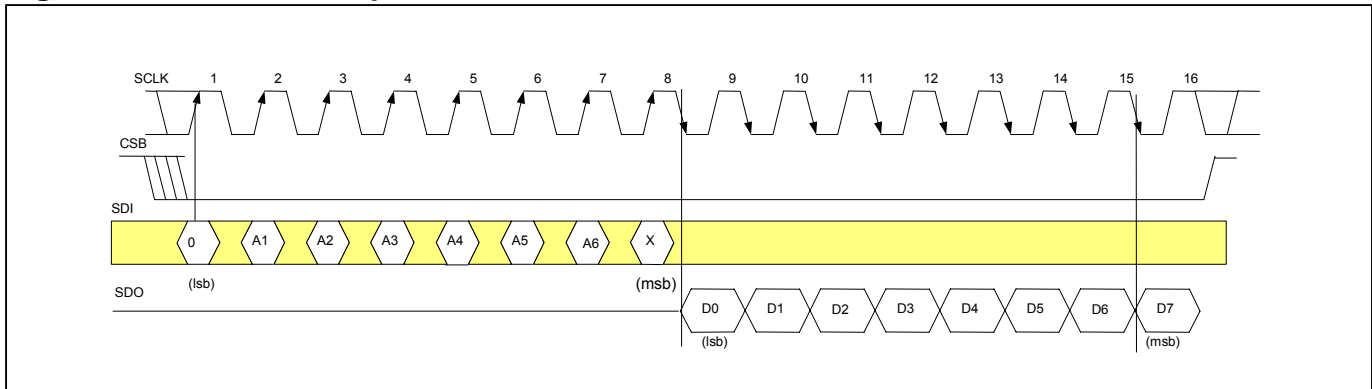 SCLK 1 2 3 4 5 6 7 8 9 10 11 12 13 14 15 16
CSB
SDI
0 A1 A2 A3 A4 A5 A6 X
(lsb) (msb)
SDO
D0 D1 D2 D3 D4 D5 D6 D7
(lsb) (msb)